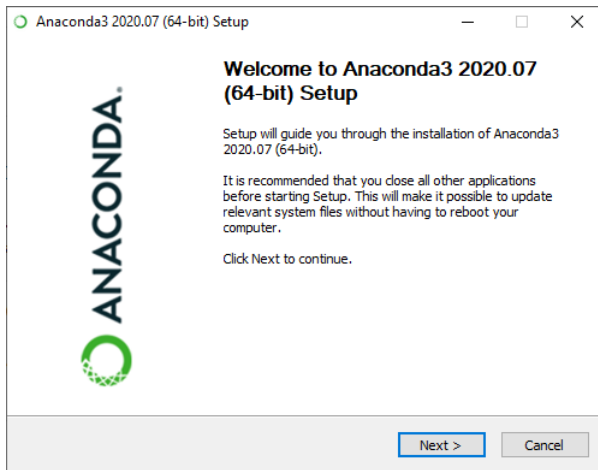 Anaconda3 2020.07 (64-bit) Setup
Welcome to Anaconda3 2020.07
(64-bit) Setup
Setup will guide you through the installation of Anaconda3
2020.07 (64-bit).
It is recommended that you close all other applications
before starting Setup. This will make it possible to update
relevant system files without having to reboot your
computer.
Click Next to continue.
ANACONDA.
Next >
Cancel